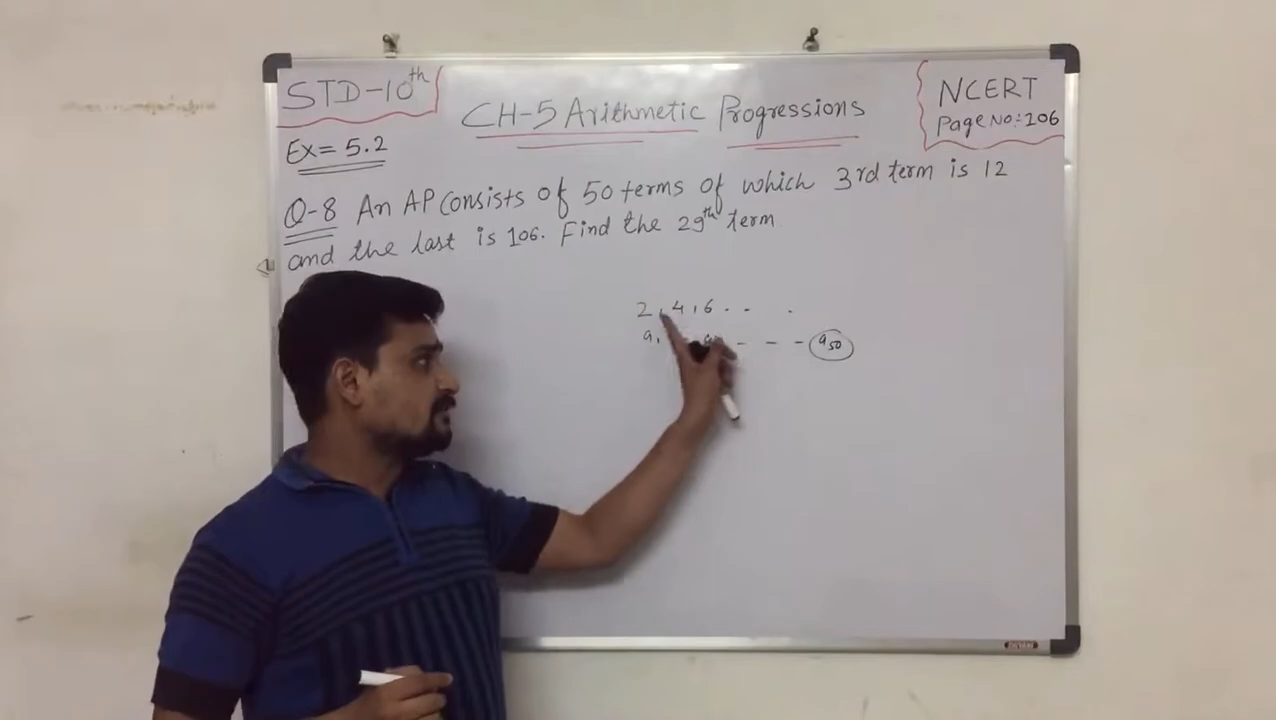 STD-10th
CH-5 Arithmetic Progressions
NCERT
Page No:-106
Ex= 5.2
Q-8 An AP consists of 50 terms of which 3rd term is 12
and the last is 106. Find the 29th term
2, 4, 6 . . .
a1 - - - a50